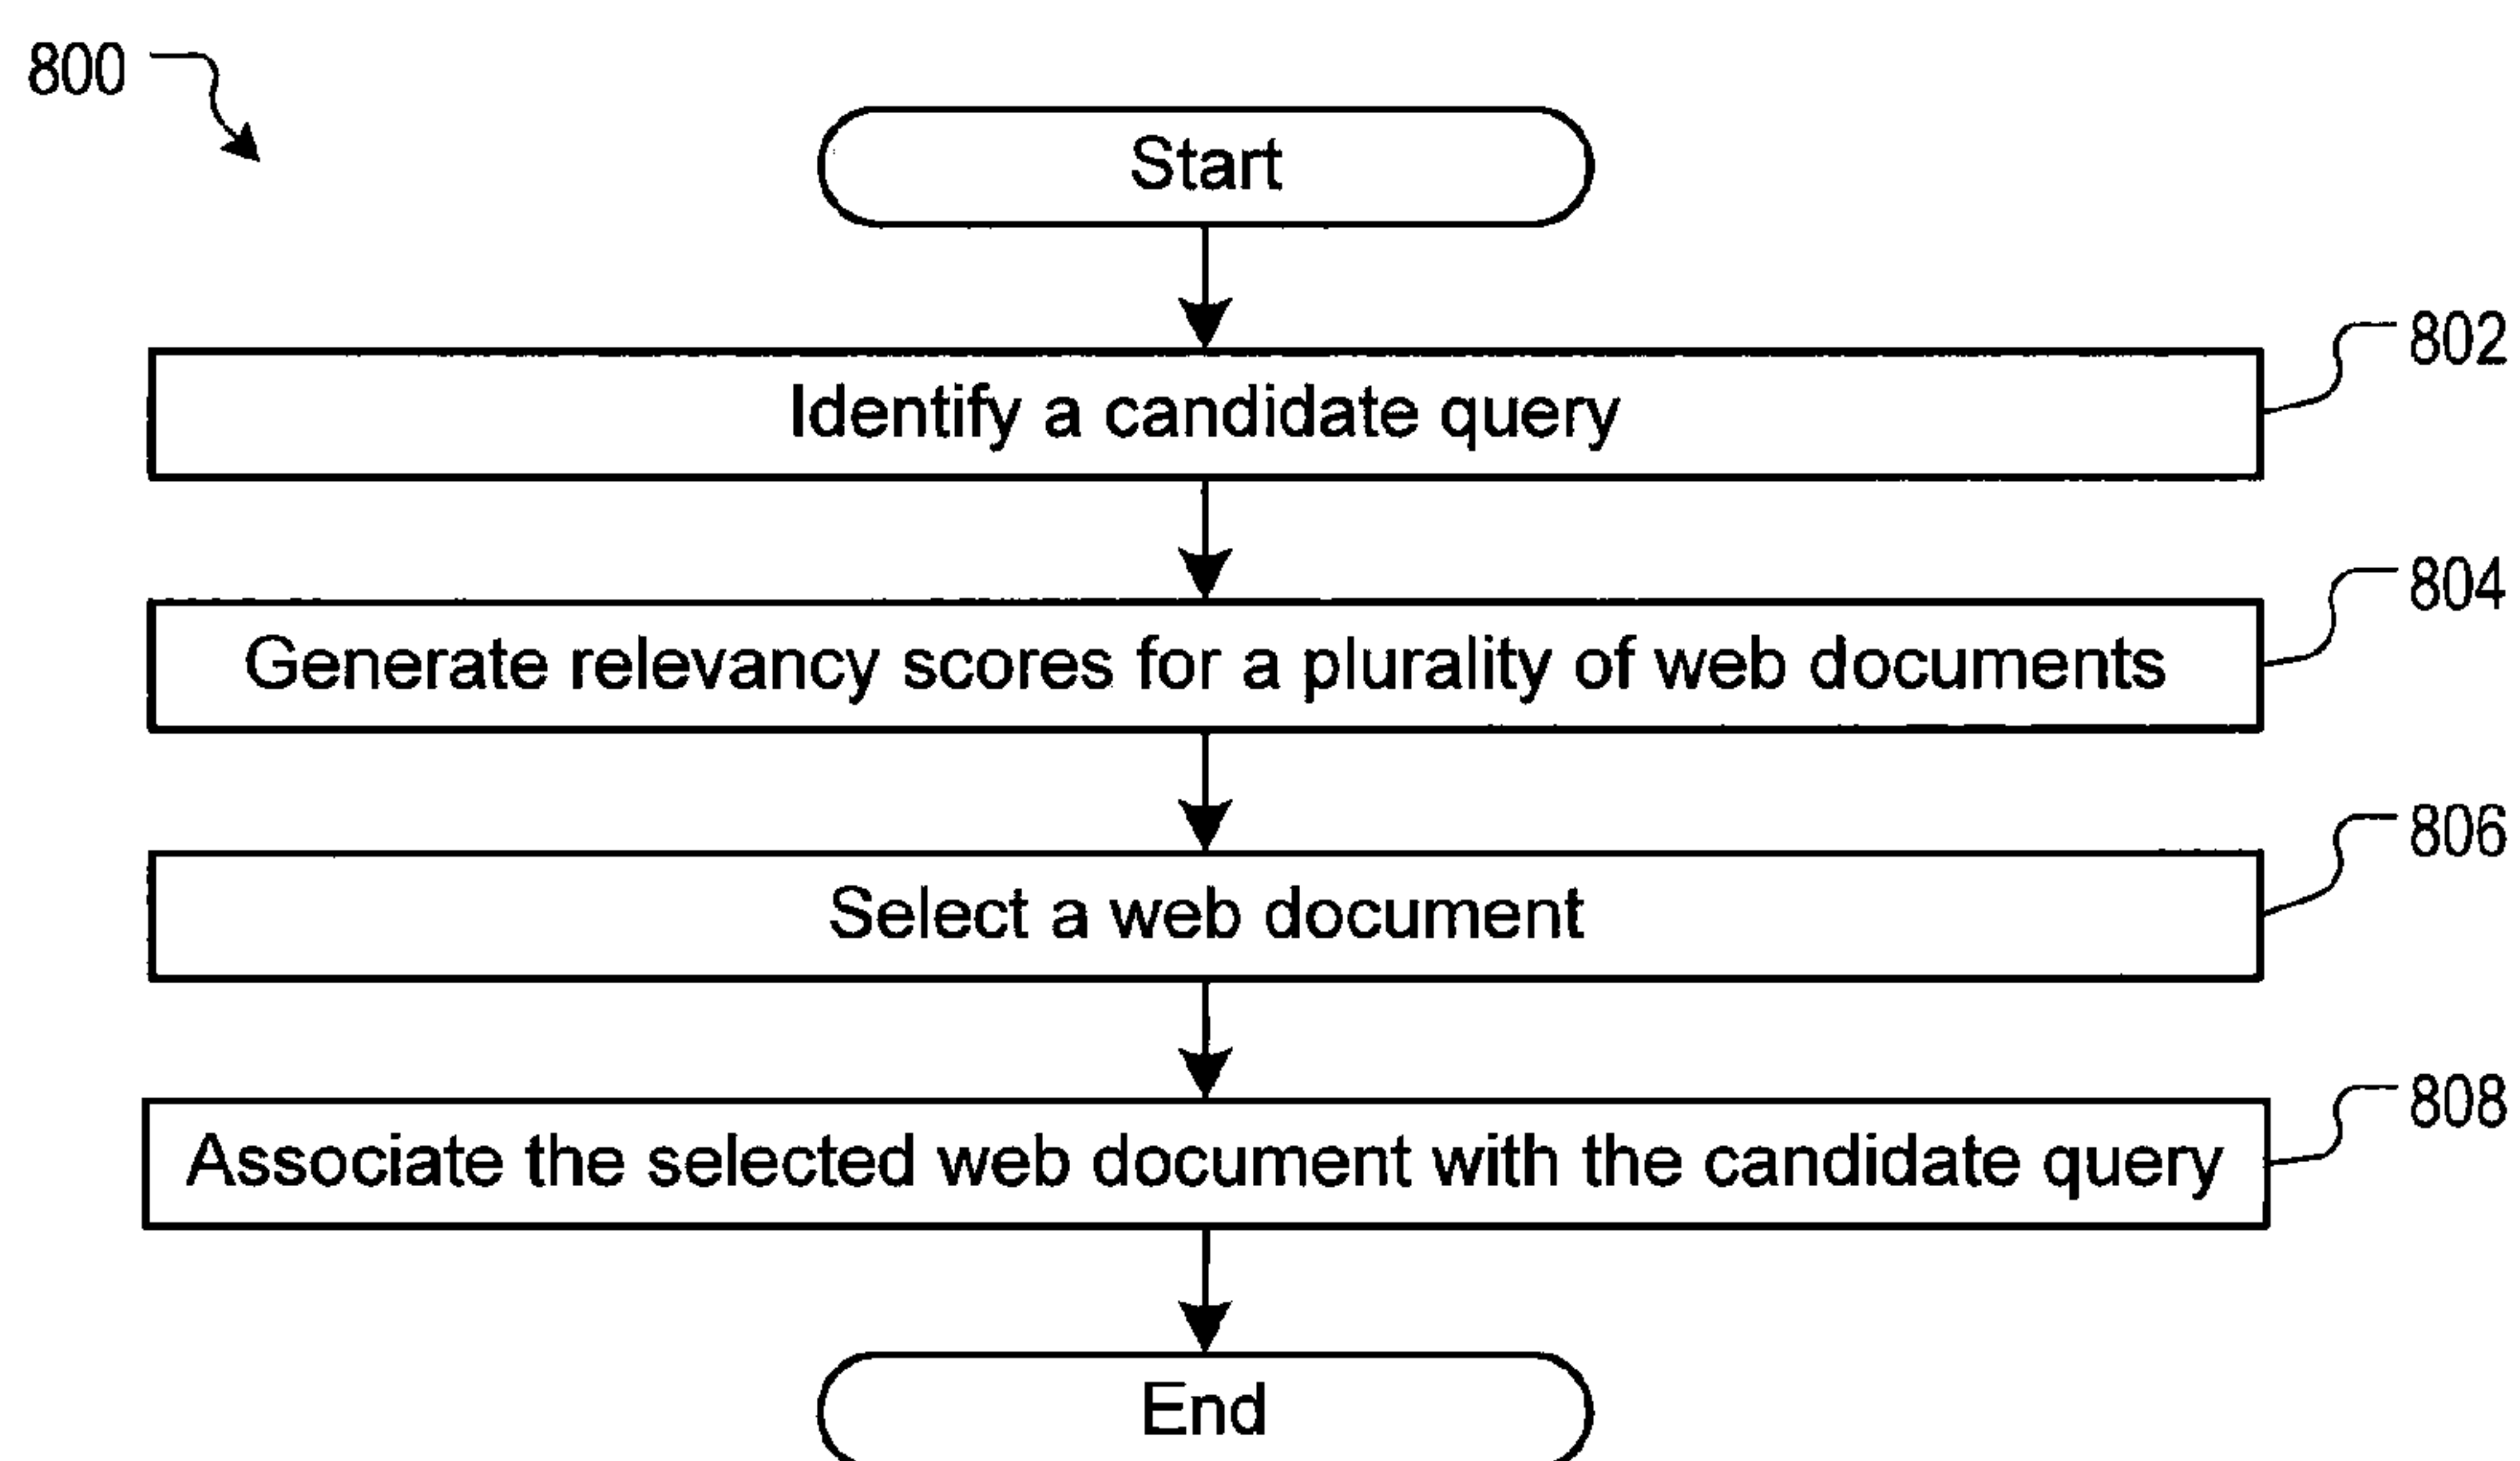 800
Start
802
Identify a candidate query
804
Generate relevancy scores for a plurality of web documents
806
Select a web document
808
Associate the selected web document with the candidate query
End